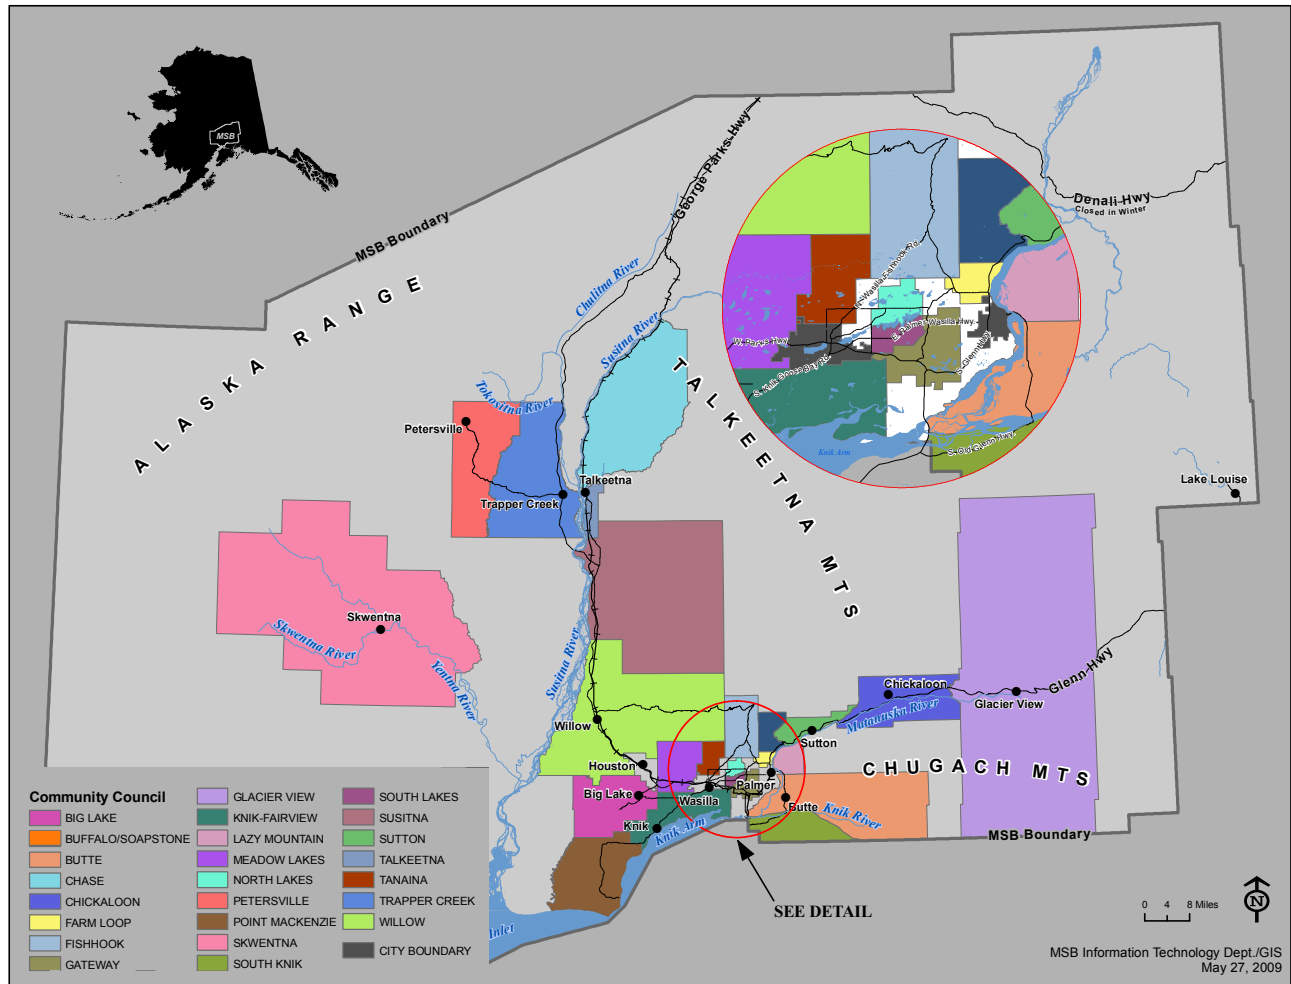 MSB
MSB Boundary
ALASKA RANGE
George Parks Hwy
Chulitna River
Susitna River
Tokositna River
Petersville
Trapper Creek
Talkeetna
TALKEETNA MTS
Denali Hwy
Closed in Winter
N. Wasilla Fishhook Rd.
E. Palmer Wasilla Hwy.
W. Parks Hwy
S. Knik Goose Bay Rd.
S. Glenn Hwy.
Knik Arm
S. Old Glenn Hwy.
Lake Louise
Skwentna
Skwentna River
Yentna River
Susitna River
Willow
Houston
Big Lake
Wasilla
Palmer
Knik
Knik Arm
Butte
Knik River
Sutton
Chickaloon
Matanuska River
Glacier View
Glenn Hwy
CHUGACH MTS
MSB Boundary
SEE DETAIL
Inlet
Community Council
BIG LAKE
BUFFALO/SOAPSTONE
BUTTE
CHASE
CHICKALOON
FARM LOOP
FISHHOOK
GATEWAY
GLACIER VIEW
KNIK-FAIRVIEW
LAZY MOUNTAIN
MEADOW LAKES
NORTH LAKES
PETERSVILLE
POINT MACKENZIE
SKWENTNA
SOUTH KNIK
SOUTH LAKES
SUSITNA
SUTTON
TALKEETNA
TANAINA
TRAPPER CREEK
WILLOW
CITY BOUNDARY
0 4 8 Miles
N
MSB Information Technology Dept./GIS
May 27, 2009